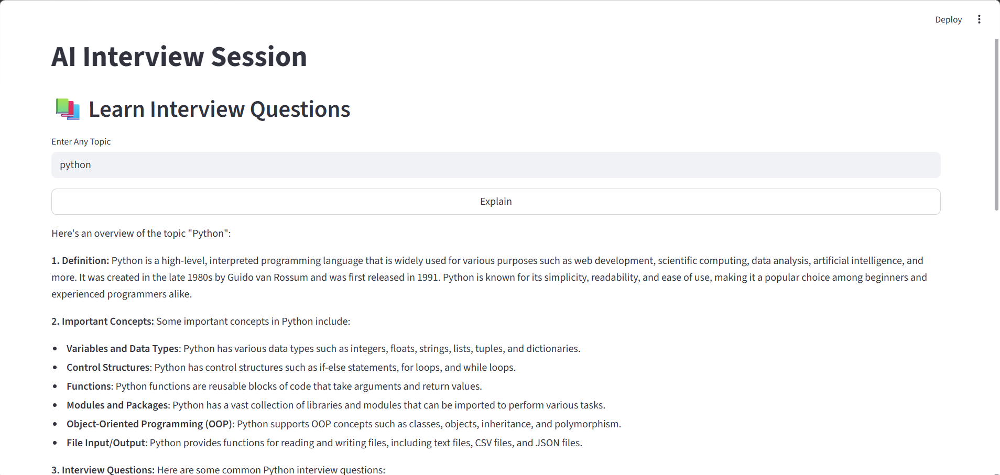 Deploy
AI Interview Session
Learn Interview Questions
Enter Any Topic
python
Explain
Here's an overview of the topic "Python":
1. Definition: Python is a high-level, interpreted programming language that is widely used for various purposes such as web development, scientific computing, data analysis, artificial intelligence, and
more. It was created in the late 1980s by Guido van Rossum and was first released in 1991. Python is known for its simplicity, readability, and ease of use, making it a popular choice among beginners and
experienced programmers alike.
2. Important Concepts: Some important concepts in Python include:
• Variables and Data Types: Python has various data types such as integers, floats, strings, lists, tuples, and dictionaries.
• Control Structures: Python has control structures such as if-else statements, for loops, and while loops.
• Functions: Python functions are reusable blocks of code that take arguments and return values.
• Modules and Packages: Python has a vast collection of libraries and modules that can be imported to perform various tasks.
• Object-Oriented Programming (OOP): Python supports OOP concepts such as classes, objects, inheritance, and polymorphism.
• File Input/Output: Python provides functions for reading and writing files, including text files, CSV files, and JSON files.
3. Interview Questions: Here are some common Python interview questions: